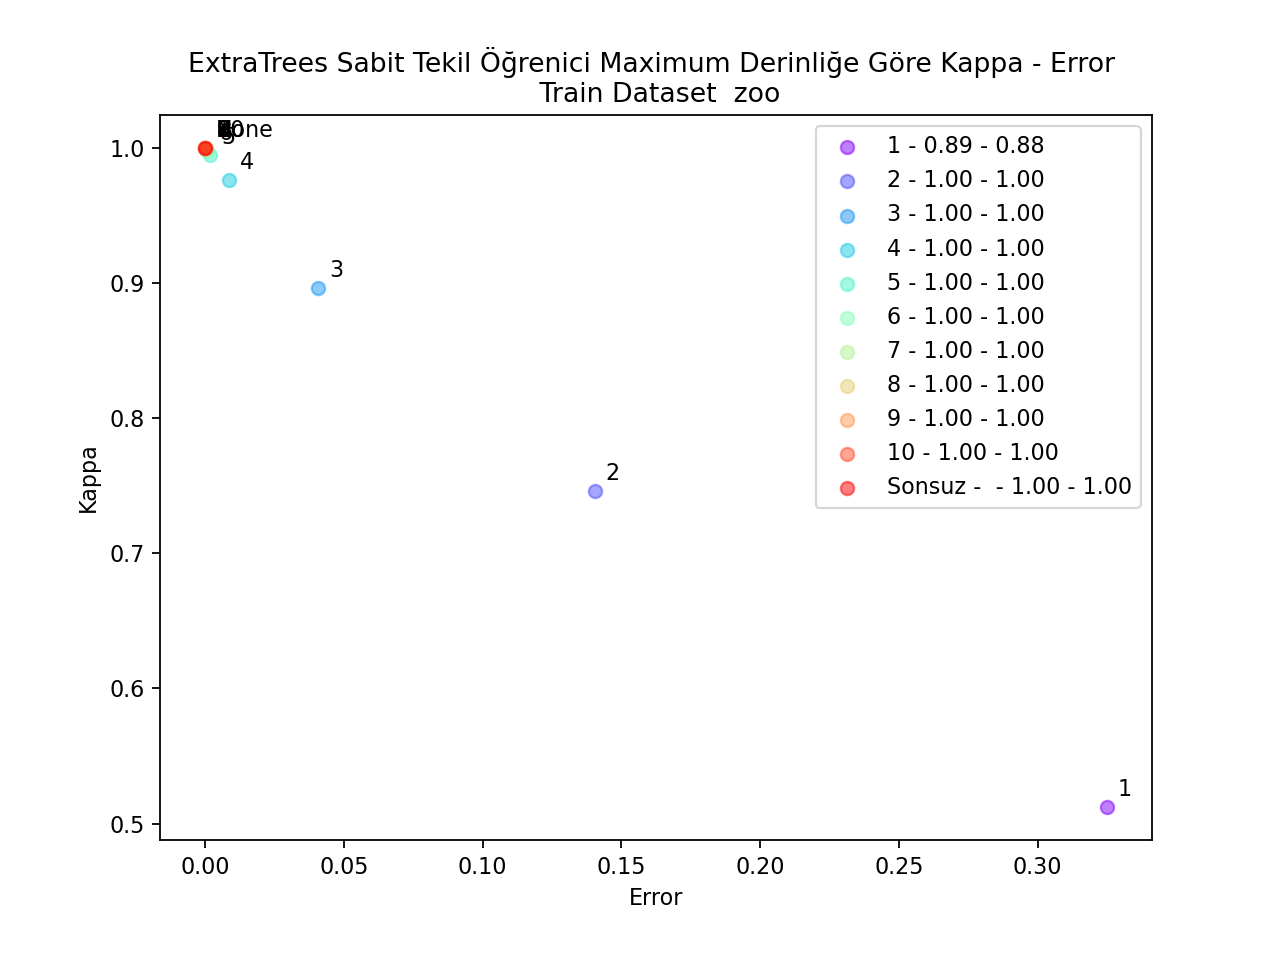 ExtraTrees Sabit Tekil Öğrenici Maximum Derinliğe Göre Kappa - Error
Train Dataset  zoo
1 - 0.89 - 0.88
2 - 1.00 - 1.00
3 - 1.00 - 1.00
4 - 1.00 - 1.00
5 - 1.00 - 1.00
6 - 1.00 - 1.00
7 - 1.00 - 1.00
8 - 1.00 - 1.00
9 - 1.00 - 1.00
10 - 1.00 - 1.00
Sonsuz -  - 1.00 - 1.00
4
3
2
1
Kappa
1.0
0.9
0.8
0.7
0.6
0.5
0.00 0.05 0.10 0.15 0.20 0.25 0.30
Error